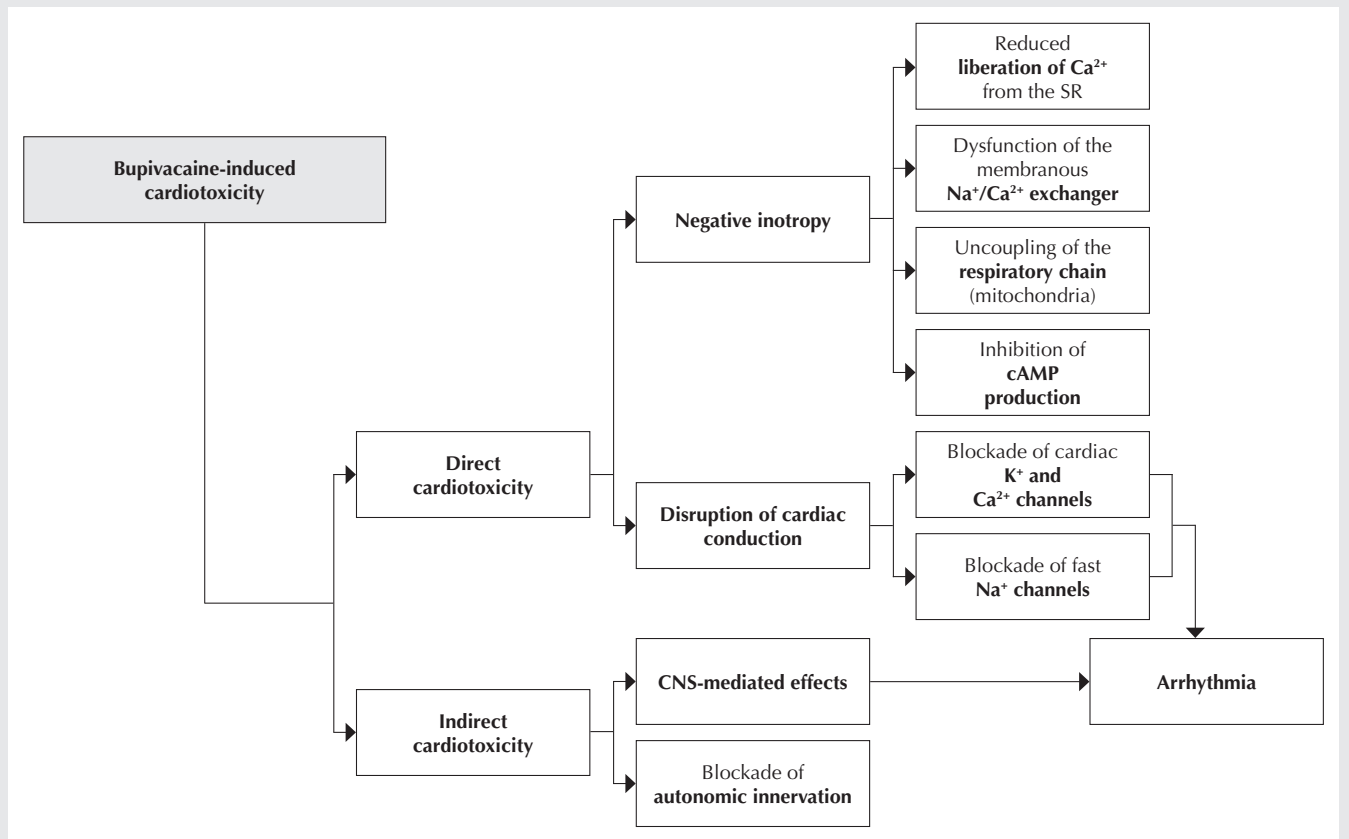 Bupivacaine-induced
cardiotoxicity
Direct
cardiotoxicity
Indirect
cardiotoxicity
Negative inotropy
Disruption of cardiac
conduction
CNS-mediated effects
Blockade of
autonomic innervation
Reduced
liberation of Ca²⁺
from the SR
Dysfunction of the
membranous
Na⁺/Ca²⁺ exchanger
Uncoupling of the
respiratory chain
(mitochondria)
Inhibition of
cAMP
production
Blockade of cardiac
K⁺ and
Ca²⁺ channels
Blockade of fast
Na⁺ channels
Arrhythmia